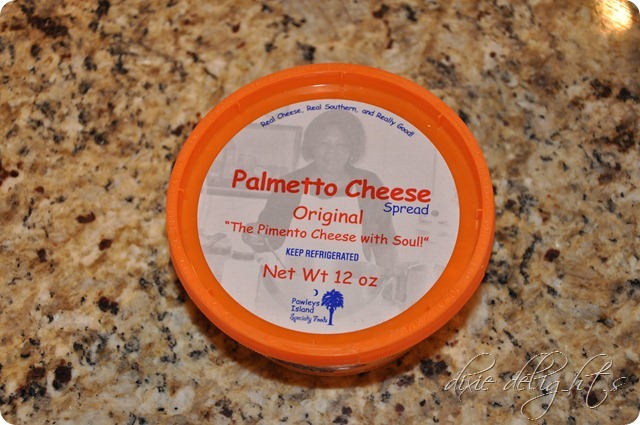 Real Cheese, Real Southern, and Really Good!
Palmetto Cheese
Spread
Original
"The Pimento Cheese with Soul!"
KEEP REFRIGERATED
Net Wt 12 oz
Pawleys
Island
Specialty Foods
dixie delights